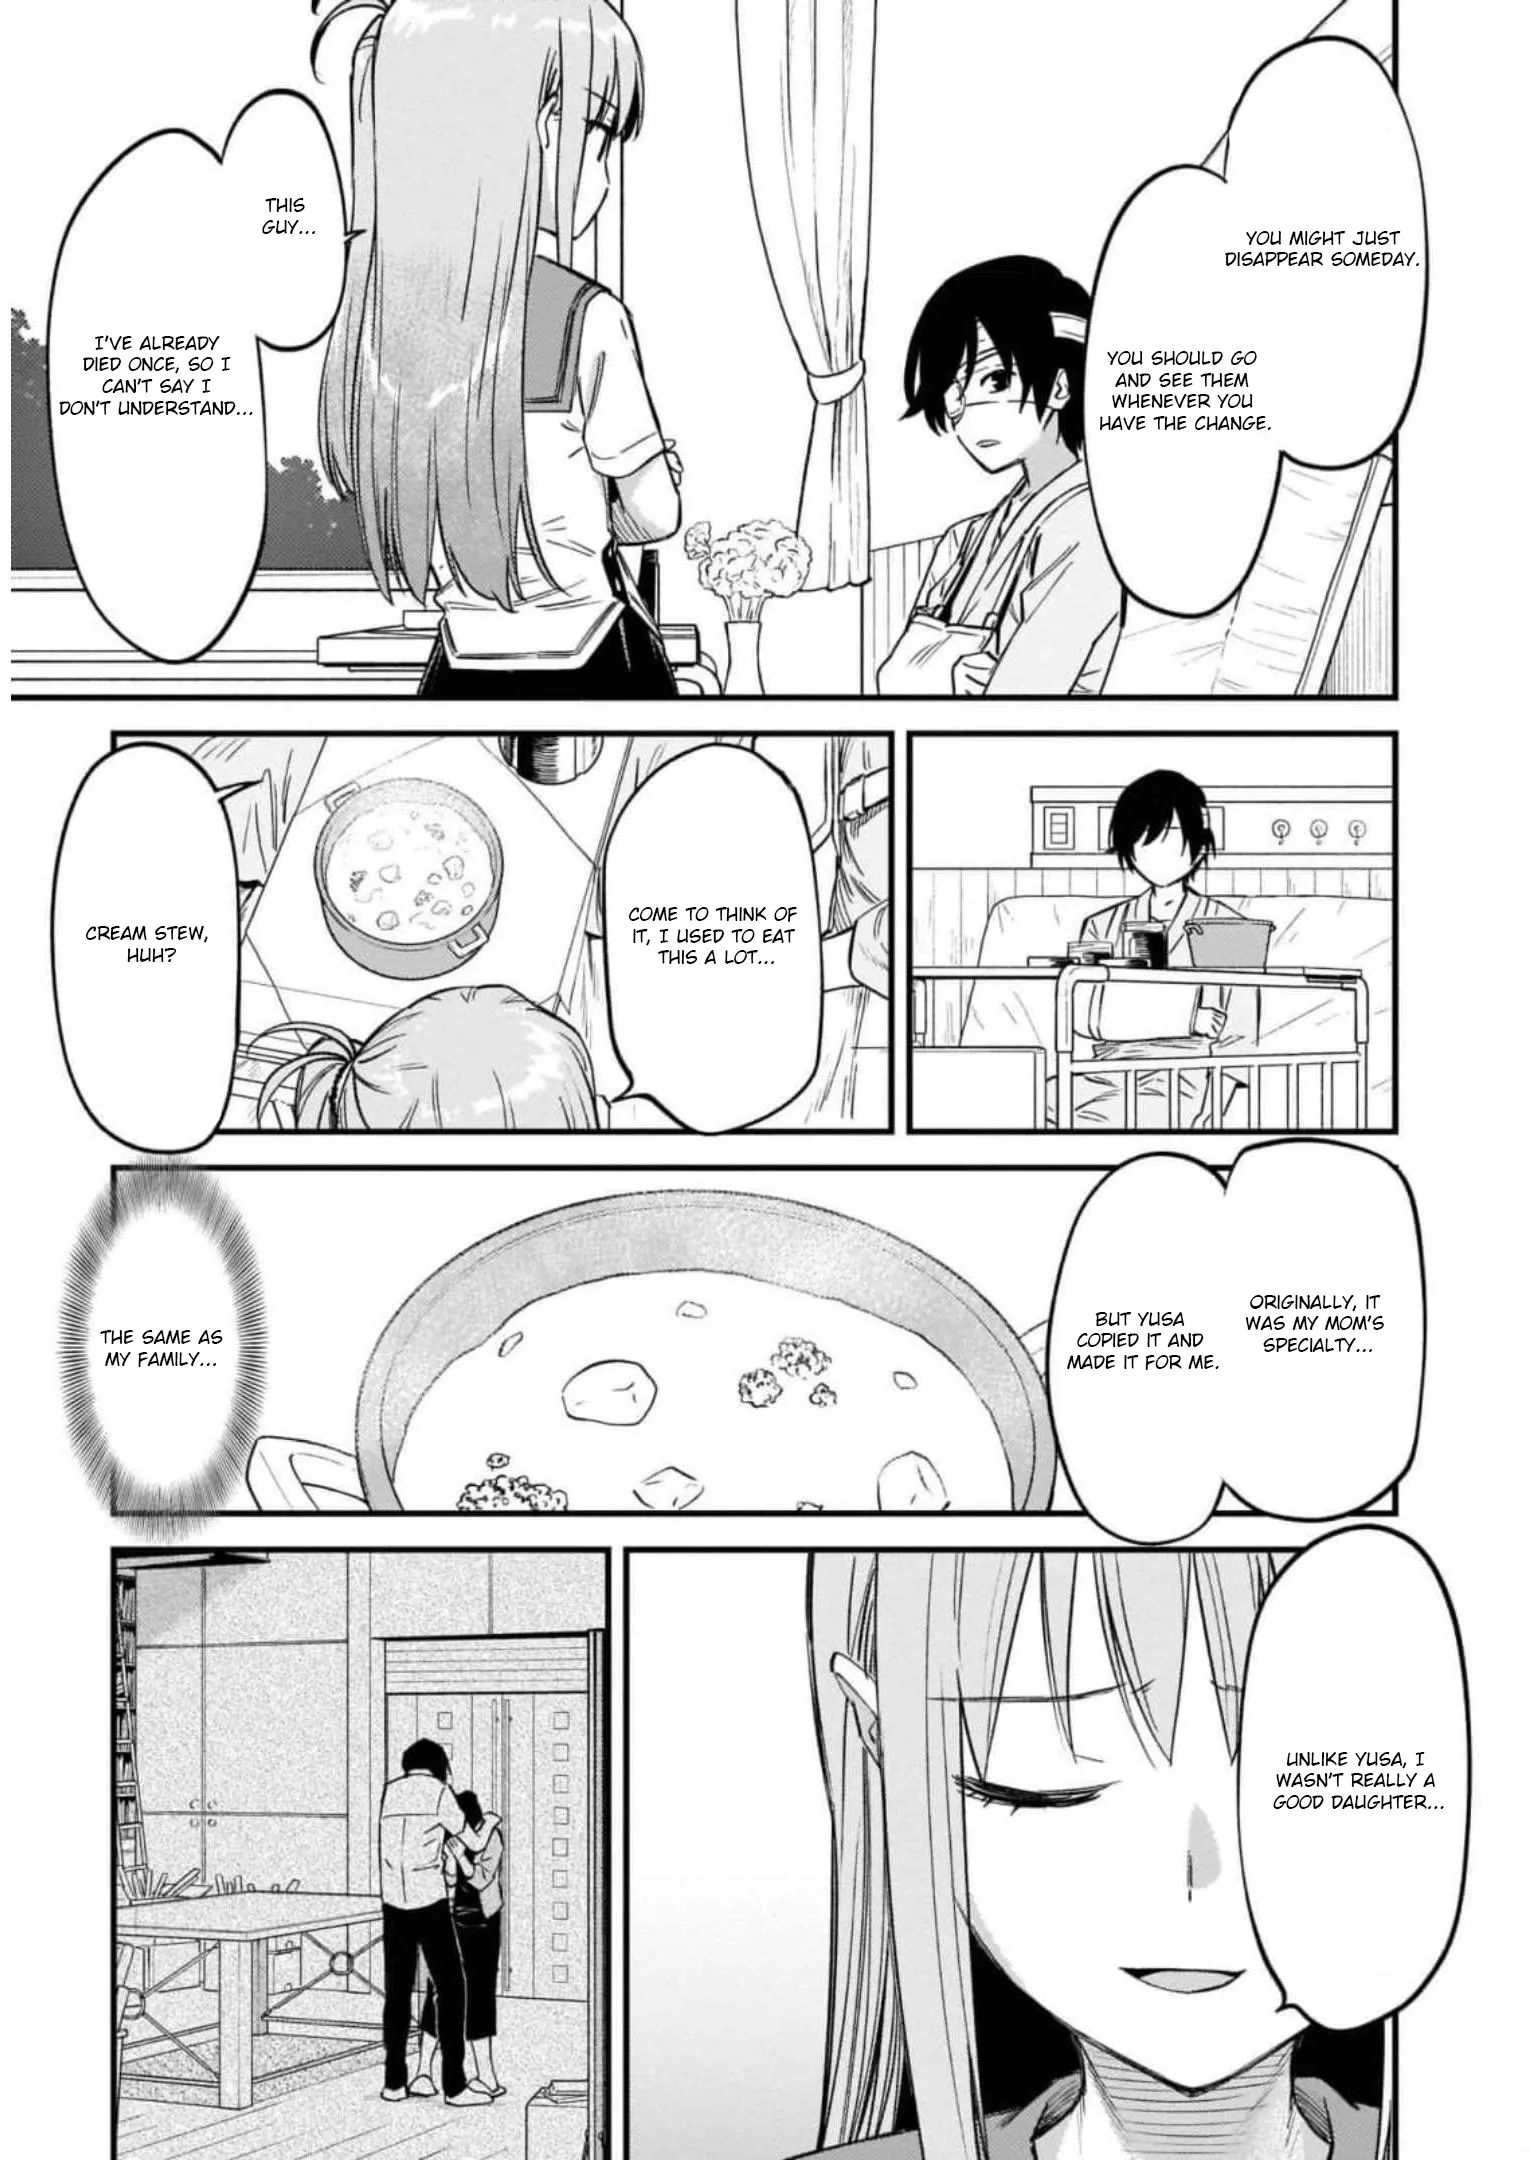 YOU MIGHT JUST
DISAPPEAR SOMEDAY.
YOU SHOULD GO
AND SEE THEM
WHENEVER YOU
HAVE THE CHANGE.
THIS
GUY...
I'VE ALREADY
DIED ONCE, SO I
CAN'T SAY I
DON'T UNDERSTAND...
COME TO THINK OF
IT, I USED TO EAT
THIS A LOT...
CREAM STEW,
HUH?
ORIGINALLY, IT
WAS MY MOM'S
SPECIALTY...
BUT YUSA
COPIED IT AND
MADE IT FOR ME.
THE SAME AS
MY FAMILY...
UNLIKE YUSA, I
WASN'T REALLY A
GOOD DAUGHTER...